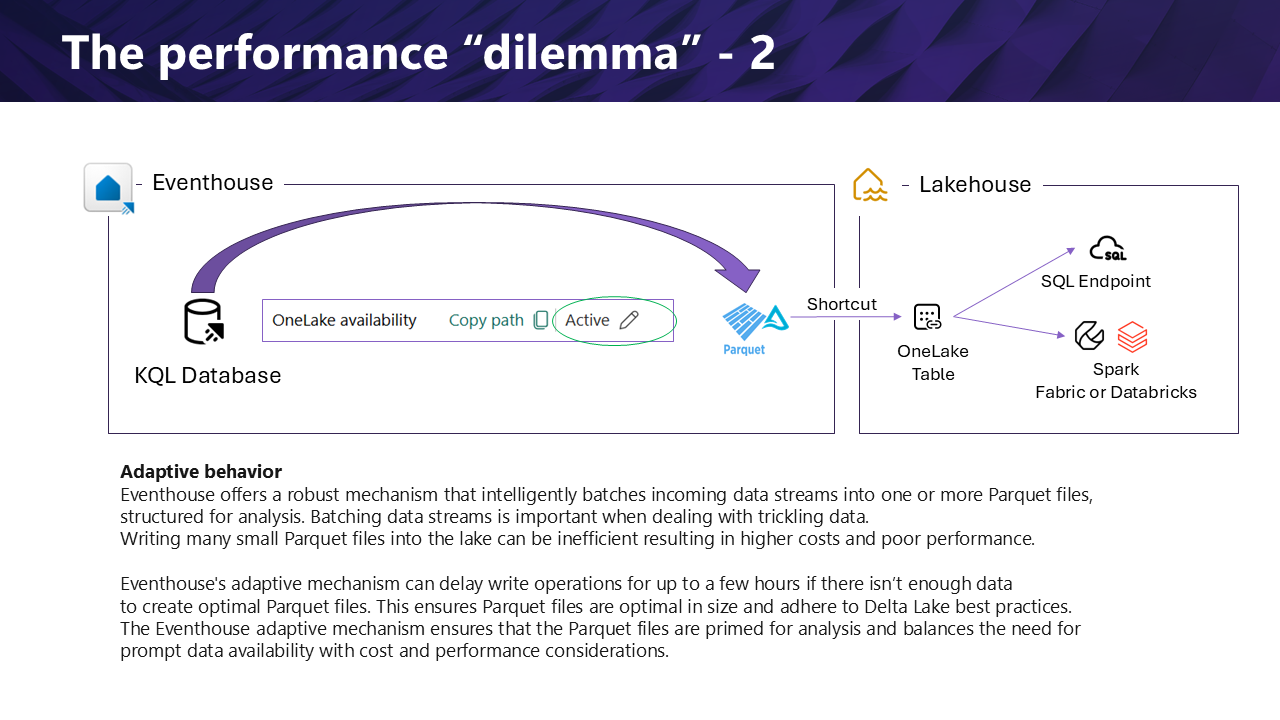 The performance “dilemma” - 2
Eventhouse
Lakehouse
SQL
SQL Endpoint
Shortcut
OneLake availability
Copy path
Active
Parquet
OneLake
Table
KQL Database
Spark
Fabric or Databricks
Adaptive behavior
Eventhouse offers a robust mechanism that intelligently batches incoming data streams into one or more Parquet files,
structured for analysis. Batching data streams is important when dealing with trickling data.
Writing many small Parquet files into the lake can be inefficient resulting in higher costs and poor performance.
Eventhouse's adaptive mechanism can delay write operations for up to a few hours if there isn’t enough data
to create optimal Parquet files. This ensures Parquet files are optimal in size and adhere to Delta Lake best practices.
The Eventhouse adaptive mechanism ensures that the Parquet files are primed for analysis and balances the need for
prompt data availability with cost and performance considerations.